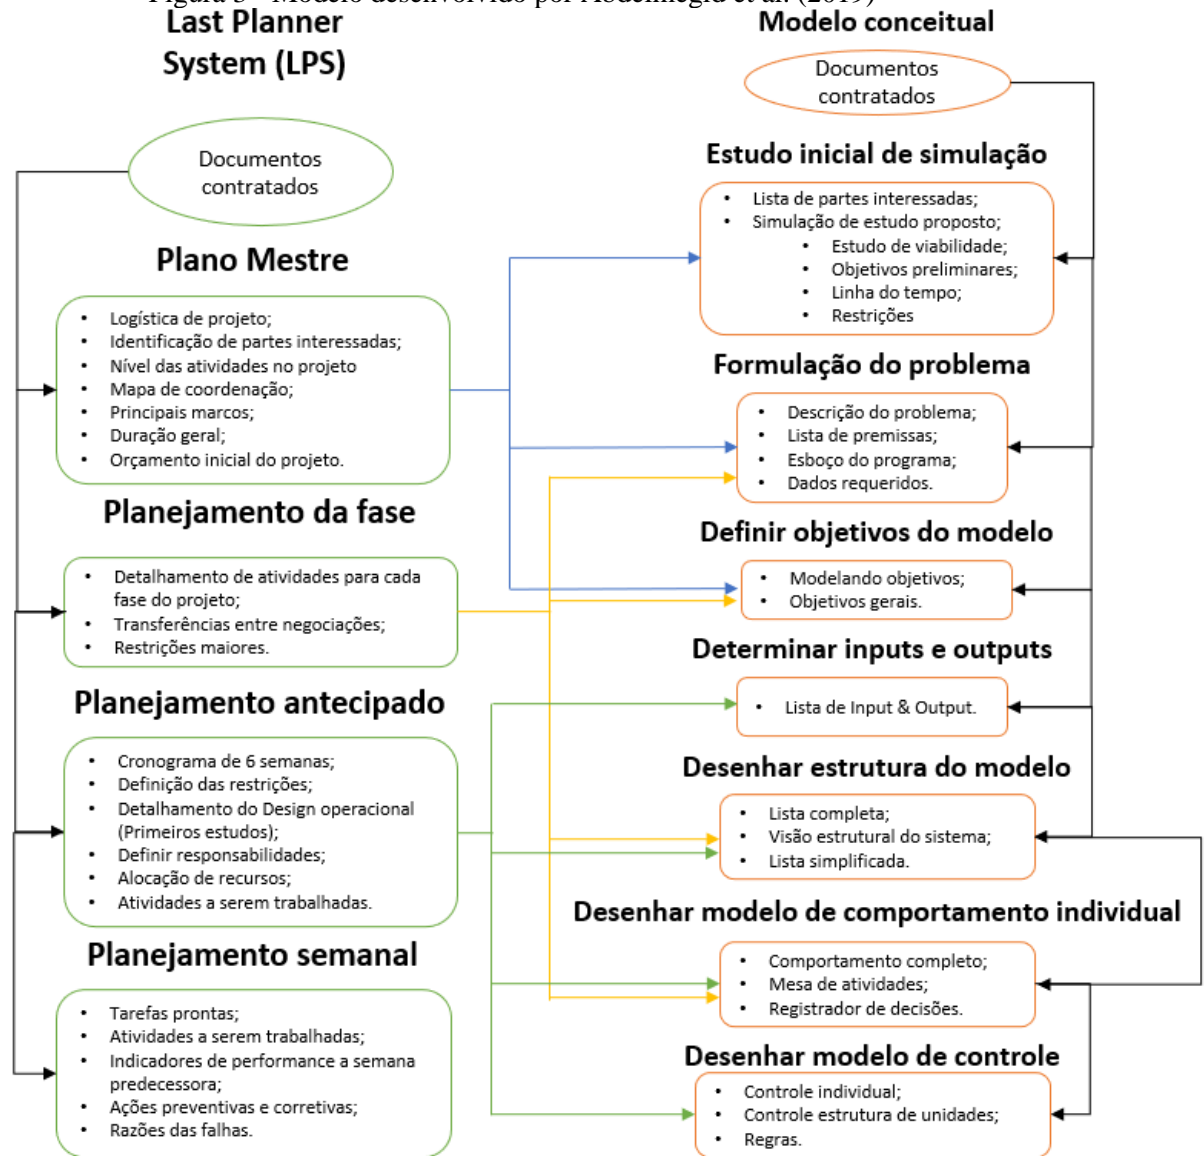 Figura 3 - Modelo desenvolvido por Abdelmegid et al. (2019)
Last Planner
System (LPS)
Documentos
contratados
Plano Mestre
• Logística de projeto;
• Identificação de partes interessadas;
• Nível das atividades no projeto
• Mapa de coordenação;
• Principais marcos;
• Duração geral;
• Orçamento inicial do projeto.
Planejamento da fase
• Detalhamento de atividades para cada
fase do projeto;
• Transferências entre negociações;
• Restrições maiores.
Planejamento antecipado
• Cronograma de 6 semanas;
• Definição das restrições;
• Detalhamento do Design operacional
(Primeiros estudos);
• Definir responsabilidades;
• Alocação de recursos;
• Atividades a serem trabalhadas.
Planejamento semanal
• Tarefas prontas;
• Atividades a serem trabalhadas;
• Indicadores de performance a semana
predecessora;
• Ações preventivas e corretivas;
• Razões das falhas.
Modelo conceitual
Documentos
contratados
Estudo inicial de simulação
• Lista de partes interessadas;
• Simulação de estudo proposto;
• Estudo de viabilidade;
• Objetivos preliminares;
• Linha do tempo;
• Restrições
Formulação do problema
• Descrição do problema;
• Lista de premissas;
• Esboço do programa;
• Dados requeridos.
Definir objetivos do modelo
• Modelando objetivos;
• Objetivos gerais.
Determinar inputs e outputs
• Lista de Input & Output.
Desenhar estrutura do modelo
• Lista completa;
• Visão estrutural do sistema;
• Lista simplificada.
Desenhar modelo de comportamento individual
• Comportamento completo;
• Mesa de atividades;
• Registrador de decisões.
Desenhar modelo de controle
• Controle individual;
• Controle estrutura de unidades;
• Regras.